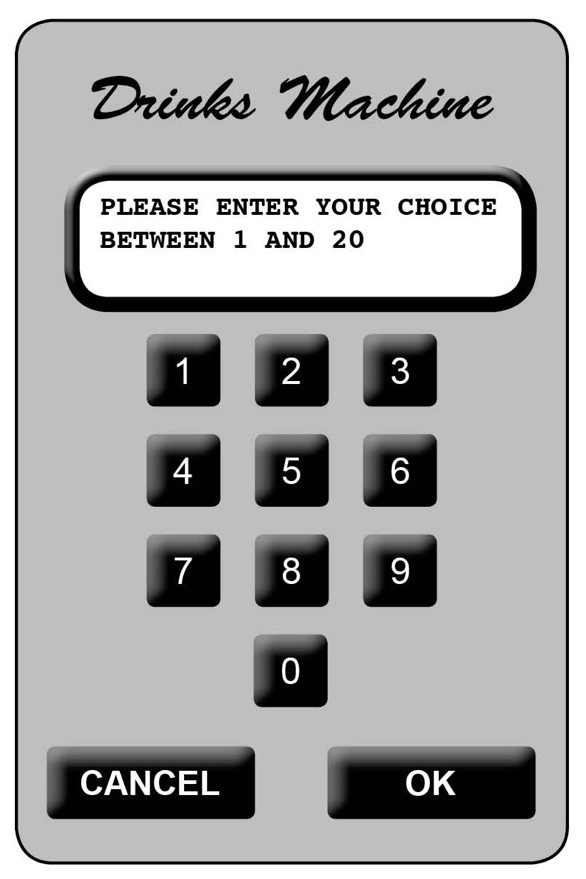 Drinks Machine
PLEASE ENTER YOUR CHOICE
BETWEEN 1 AND 20
1 2 3
4 5 6
7 8 9
0
CANCEL OK